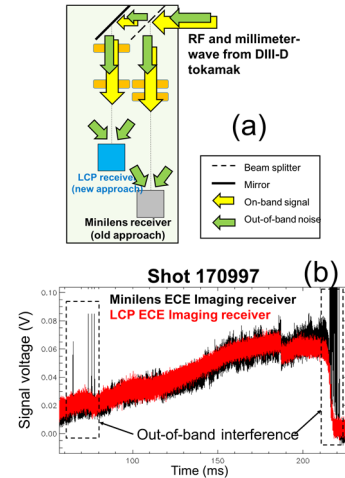 RF and millimeter-
wave from DIII-D
tokamak
(a)
LCP receiver
(new approach)
Minilens receiver
(old approach)
Beam splitter
Mirror
On-band signal
Out-of-band noise
Shot 170997
(b)
Minilens ECE Imaging receiver
LCP ECE Imaging receiver
Signal voltage (V)
0.10
0.08
0.06
0.04
0.02
0.00
Out-of-band interference
100
150
200
Time (ms)